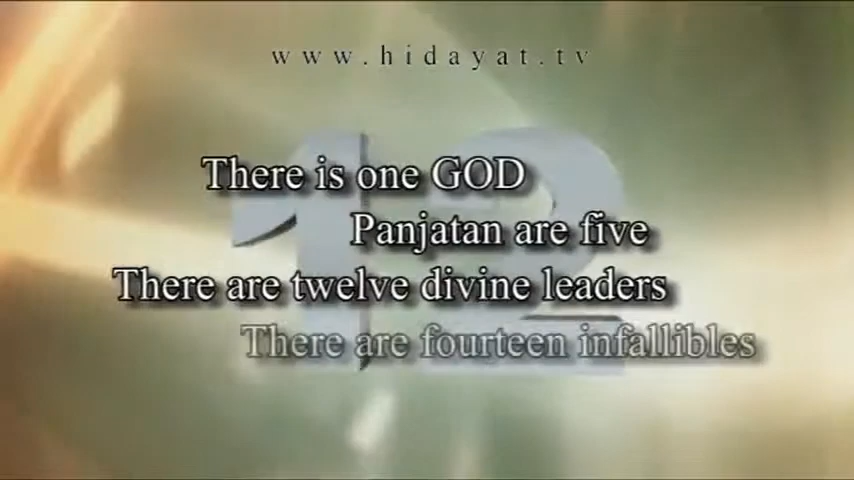 www.hidayat.tv
12
There is one GOD
Panjatan are five
There are twelve divine leaders
There are fourteen infallibles